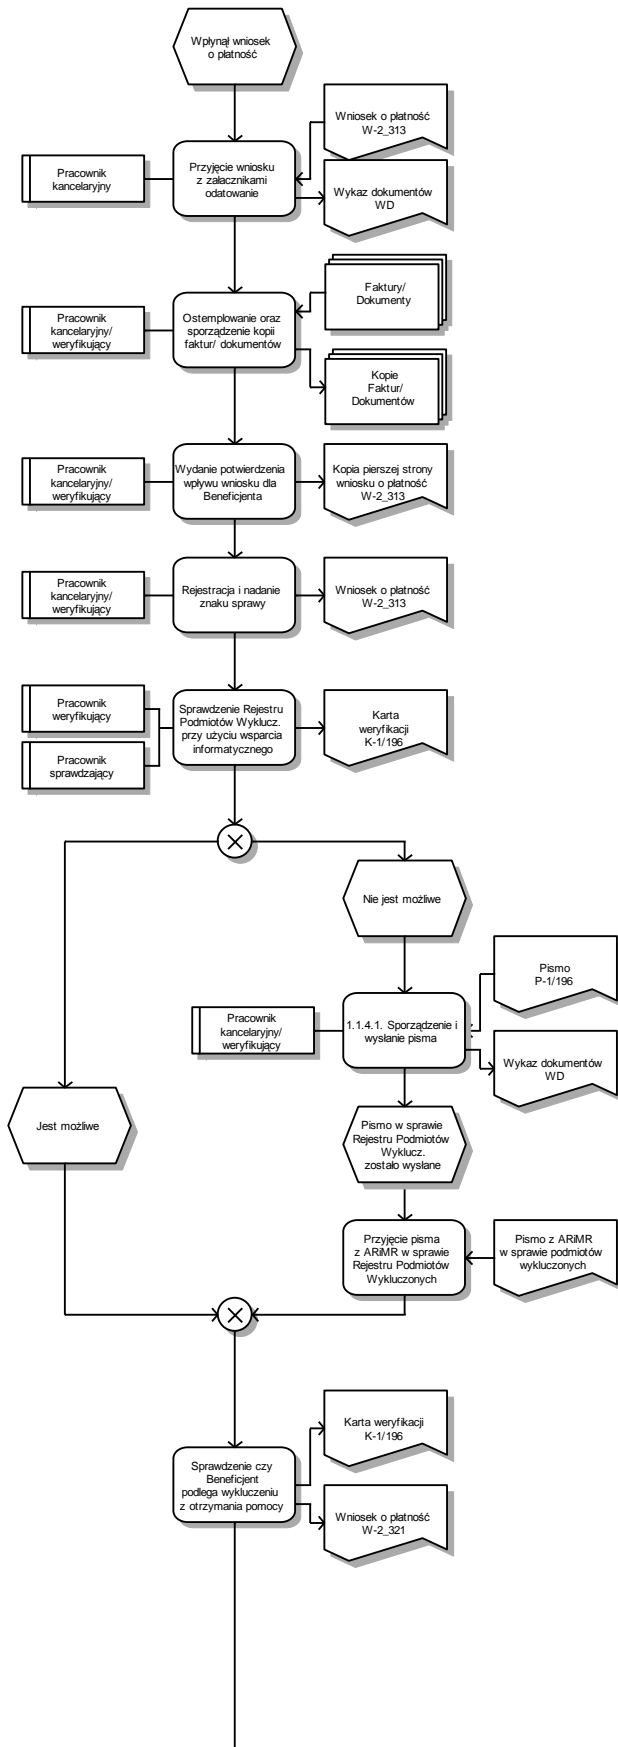 Wpłynął wniosek
o płatność
Wniosek o płatność
W-2_313
Pracownik
kancelaryjny
Przyjęcie wniosku
z załacznikami
odatowanie
Wykaz dokumentów
WD
Faktury/
Dokumenty
Pracownik
kancelaryjny/
weryfikujący
Ostemplowanie oraz
sporządzenie kopii
faktur/ dokumentów
Kopie
Faktur/
Dokumentów
Pracownik
kancelaryjny/
weryfikujący
Wydanie potwierdzenia
wpływu wniosku dla
Beneficjenta
Kopia pierszej strony
wniosku o płatność
W-2_313
Pracownik
kancelaryjny/
weryfikujący
Rejestracja i nadanie
znaku sprawy
Wniosek o płatność
W-2_313
Pracownik
weryfikujący
Pracownik
sprawdzający
Sprawdzenie Rejestru
Podmiotów Wyklucz.
przy użyciu wsparcia
informatycznego
Karta
weryfikacji
K-1/196
Nie jest możliwe
Pismo
P-1/196
Pracownik
kancelaryjny/
weryfikujący
1.1.4.1. Sporządzenie i
wysłanie pisma
Wykaz dokumentów
WD
Jest możliwe
Pismo w sprawie
Rejestru Podmiotów
Wyklucz.
zostało wysłane
Przyjęcie pisma
z ARiMR w sprawie
Rejestru Podmiotów
Wykluczonych
Pismo z ARiMR
w sprawie podmiotów
wykluczonych
Karta weryfikacji
K-1/196
Sprawdzenie czy
Beneficjent
podlega wykluczeniu
z otrzymania pomocy
Wniosek o płatność
W-2_321